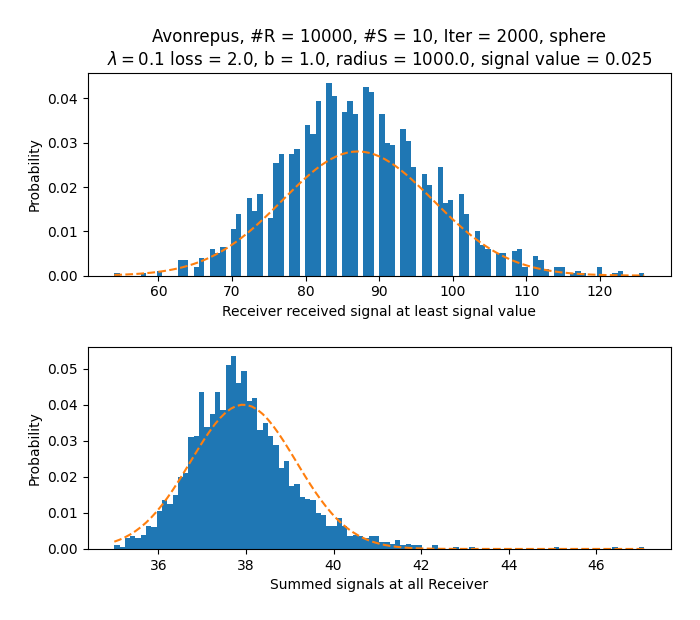 Avonrepus, #R = 10000, #S = 10, Iter = 2000, sphere
λ = 0.1 loss = 2.0, b = 1.0, radius = 1000.0, signal value = 0.025
0.04
0.03
0.02
0.01
0.00
Probability
60 70 80 90 100 110 120
Receiver received signal at least signal value
0.05
0.04
0.03
0.02
0.01
0.00
Probability
36 38 40 42 44 46
Summed signals at all Receiver